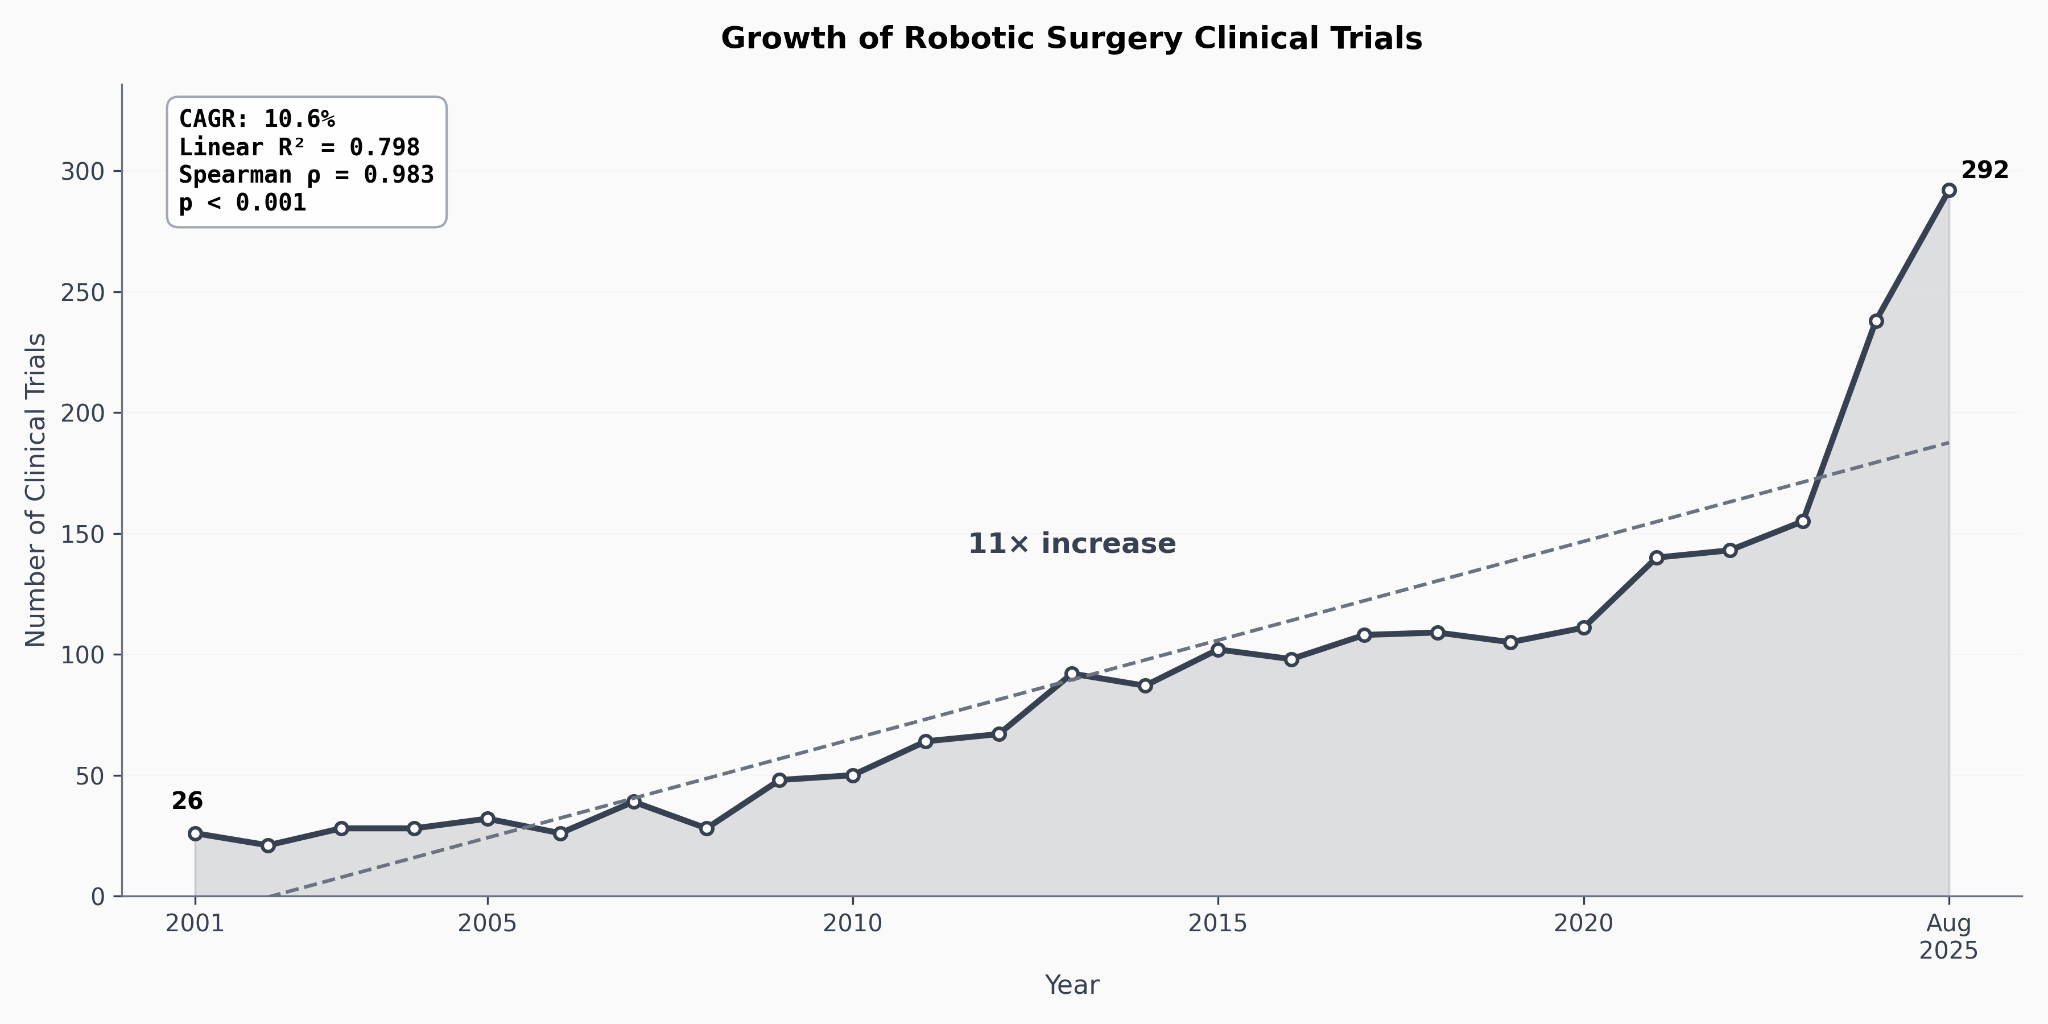 Growth of Robotic Surgery Clinical Trials
CAGR: 10.6%
Linear R² = 0.798
Spearman ρ = 0.983
p < 0.001
300
250
200
150
100
50
0
Number of Clinical Trials
292
11× increase
26
2001
2005
2010
2015
2020
Aug
2025
Year